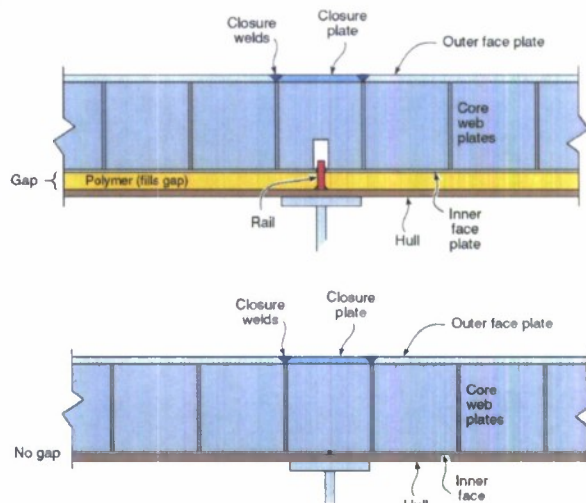 Closure
welds
Closure
plate
Outer face plate
Core
web
plates
Gap
Polymer (fills gap)
Rail
Hull
Inner
face
plate
Closure
welds
Closure
plate
Outer face plate
Core
web
plates
No gap
Inner
face